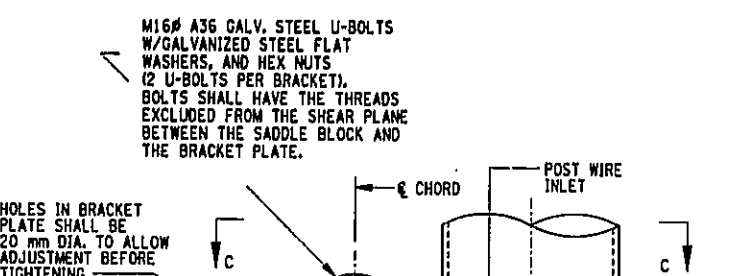 M16Ø A36 GALV. STEEL U-BOLTS
W/GALVANIZED STEEL FLAT
WASHERS, AND HEX NUTS
(2 U-BOLTS PER BRACKET).
BOLTS SHALL HAVE THE THREADS
EXCLUDED FROM THE SHEAR PLANE
BETWEEN THE SADDLE BLOCK AND
THE BRACKET PLATE.
POST WIRE
INLET
℄ CHORD
HOLES IN BRACKET
PLATE SHALL BE
20 mm DIA. TO ALLOW
ADJUSTMENT BEFORE
TIGHTENING
C
C